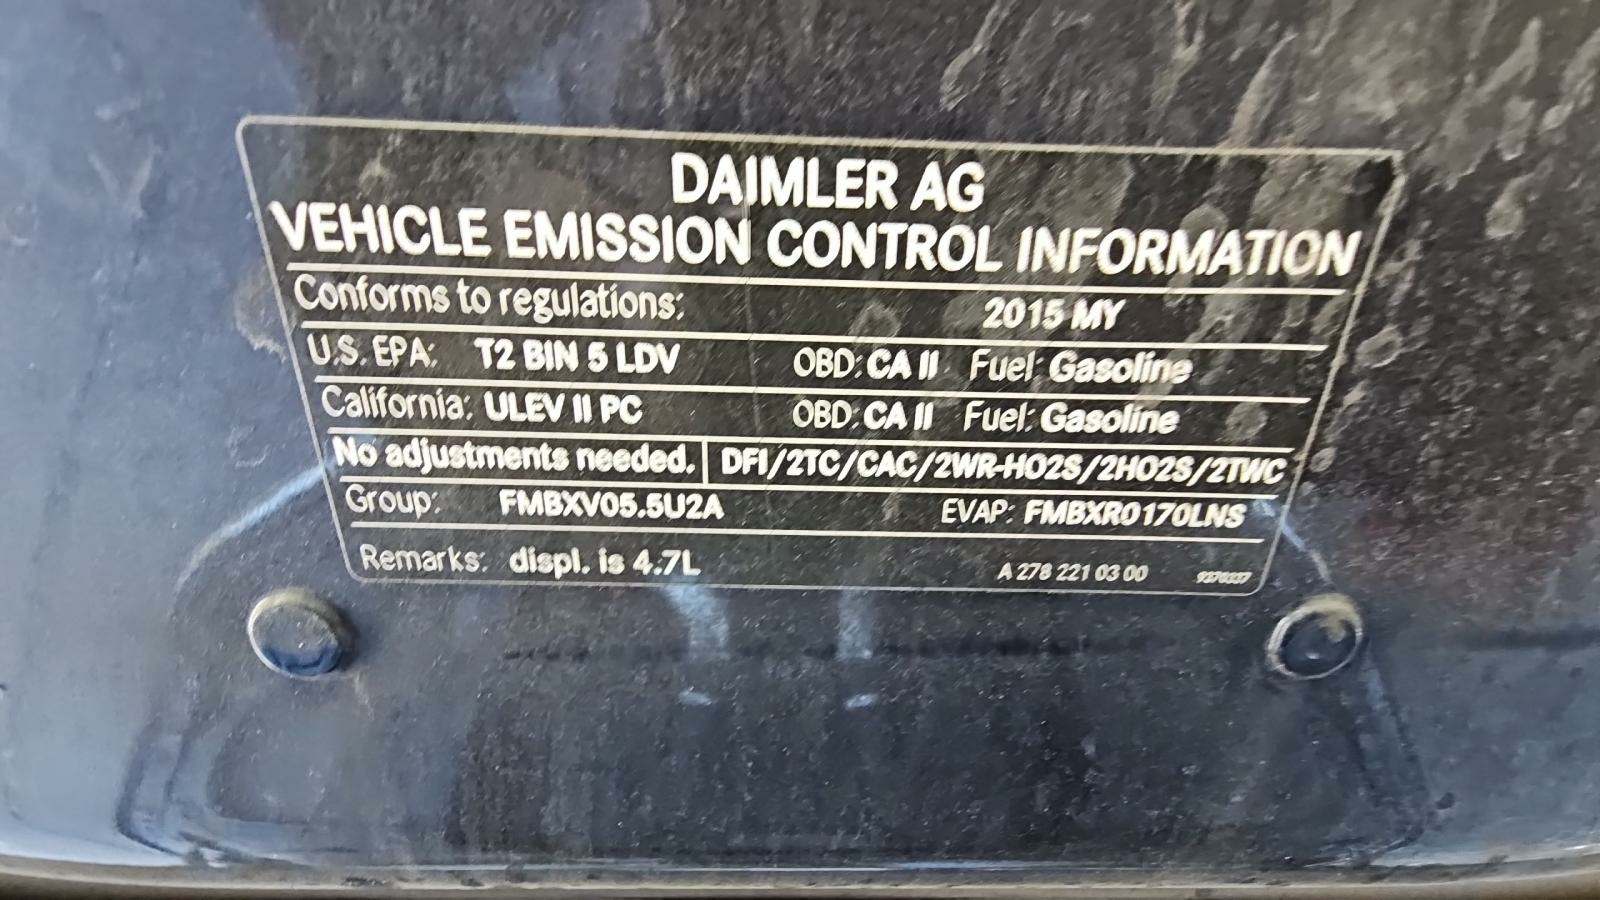 DAIMLER AG
VEHICLE EMISSION CONTROL INFORMATION
Conforms to regulations: 2015 MY
U.S. EPA: T2 BIN 5 LDV OBD: CA II Fuel: Gasoline
California: ULEV II PC OBD: CA II Fuel: Gasoline
No adjustments needed. DFI/2TC/CAC/2WR-HO2S/2HO2S/2TWC
Group: FMBXV05.5U2A EVAP: FMBXR0170LNS
Remarks: displ. is 4.7L A 278 221 03 00